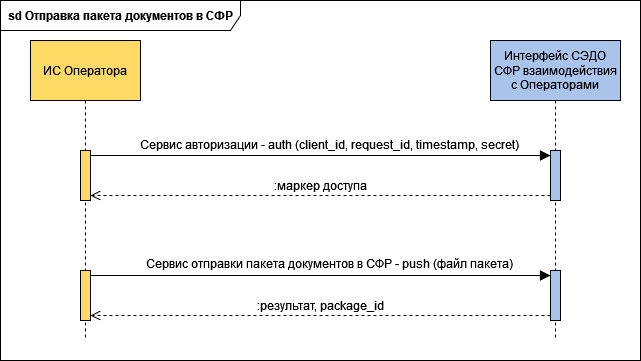 sd Отправка пакета документов в СФР
ИС Оператора
Интерфейс СЭДО
СФР взаимодействия
с Операторами
Сервис авторизации - auth (client_id, request_id, timestamp, secret)
:маркер доступа
Сервис отправки пакета документов в СФР - push (файл пакета)
:результат, package_id